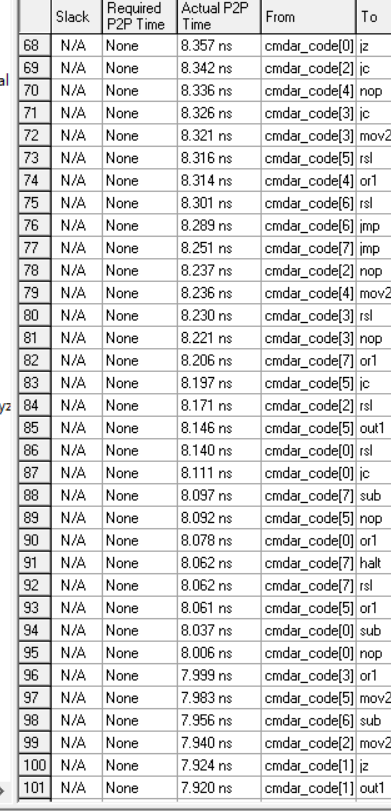 Slack Required P2P Time Actual P2P Time From To
68 N/A None 8.357 ns cmdar_code[0] jz
69 N/A None 8.342 ns cmdar_code[2] jc
70 N/A None 8.336 ns cmdar_code[4] nop
71 N/A None 8.326 ns cmdar_code[3] jc
72 N/A None 8.321 ns cmdar_code[3] mov2
73 N/A None 8.316 ns cmdar_code[5] rsl
74 N/A None 8.314 ns cmdar_code[4] or1
75 N/A None 8.301 ns cmdar_code[6] rsl
76 N/A None 8.289 ns cmdar_code[6] jmp
77 N/A None 8.251 ns cmdar_code[7] jmp
78 N/A None 8.237 ns cmdar_code[2] nop
79 N/A None 8.236 ns cmdar_code[4] mov2
80 N/A None 8.230 ns cmdar_code[3] rsl
81 N/A None 8.221 ns cmdar_code[3] nop
82 N/A None 8.206 ns cmdar_code[7] or1
83 N/A None 8.197 ns cmdar_code[5] jc
84 N/A None 8.171 ns cmdar_code[2] rsl
85 N/A None 8.146 ns cmdar_code[5] out1
86 N/A None 8.140 ns cmdar_code[0] rsl
87 N/A None 8.111 ns cmdar_code[0] jc
88 N/A None 8.097 ns cmdar_code[7] sub
89 N/A None 8.092 ns cmdar_code[5] nop
90 N/A None 8.078 ns cmdar_code[0] or1
91 N/A None 8.062 ns cmdar_code[7] halt
92 N/A None 8.062 ns cmdar_code[7] rsl
93 N/A None 8.061 ns cmdar_code[5] or1
94 N/A None 8.037 ns cmdar_code[0] sub
95 N/A None 8.006 ns cmdar_code[0] nop
96 N/A None 7.999 ns cmdar_code[3] or1
97 N/A None 7.983 ns cmdar_code[5] mov2
98 N/A None 7.956 ns cmdar_code[6] sub
99 N/A None 7.940 ns cmdar_code[2] mov2
100 N/A None 7.924 ns cmdar_code[1] jz
101 N/A None 7.920 ns cmdar_code[1] out1